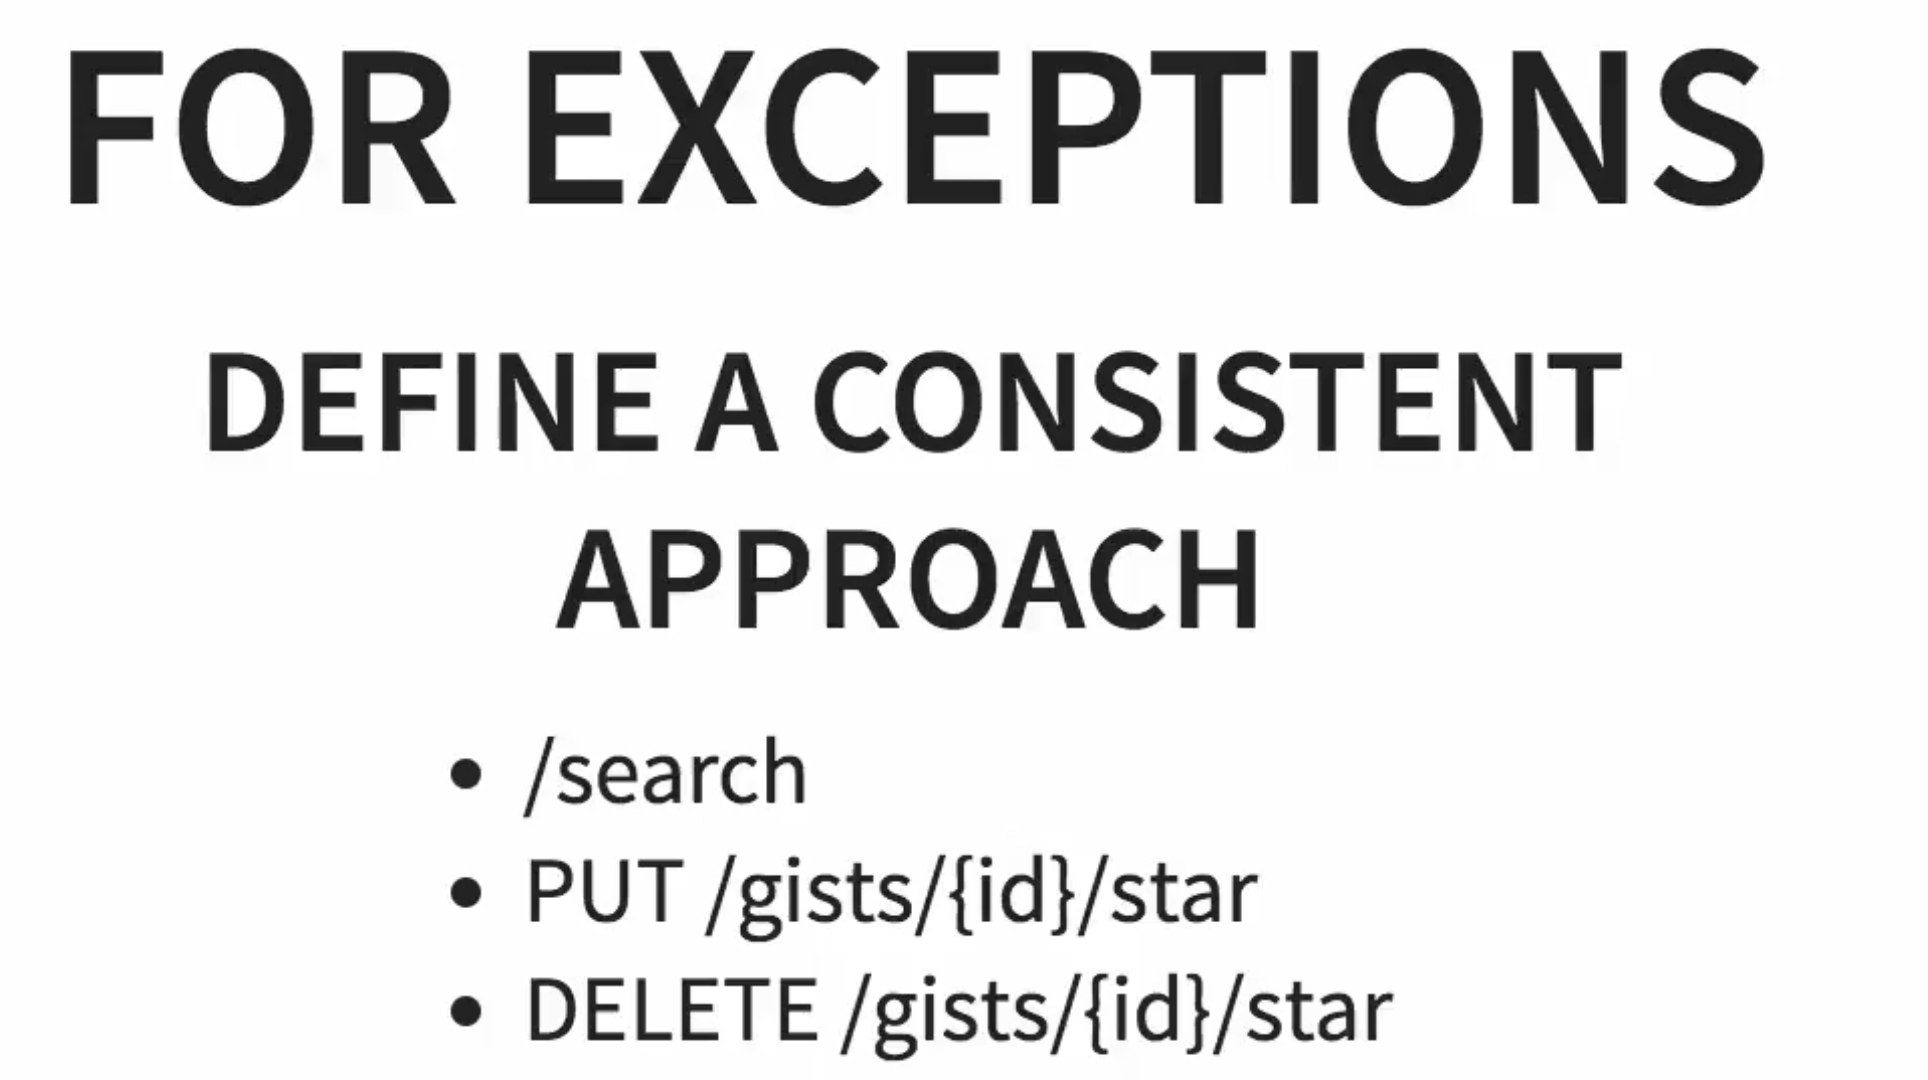 FOR EXCEPTIONS
DEFINE A CONSISTENT
APPROACH
• /search
• PUT /gists/{id}/star
• DELETE /gists/{id}/star